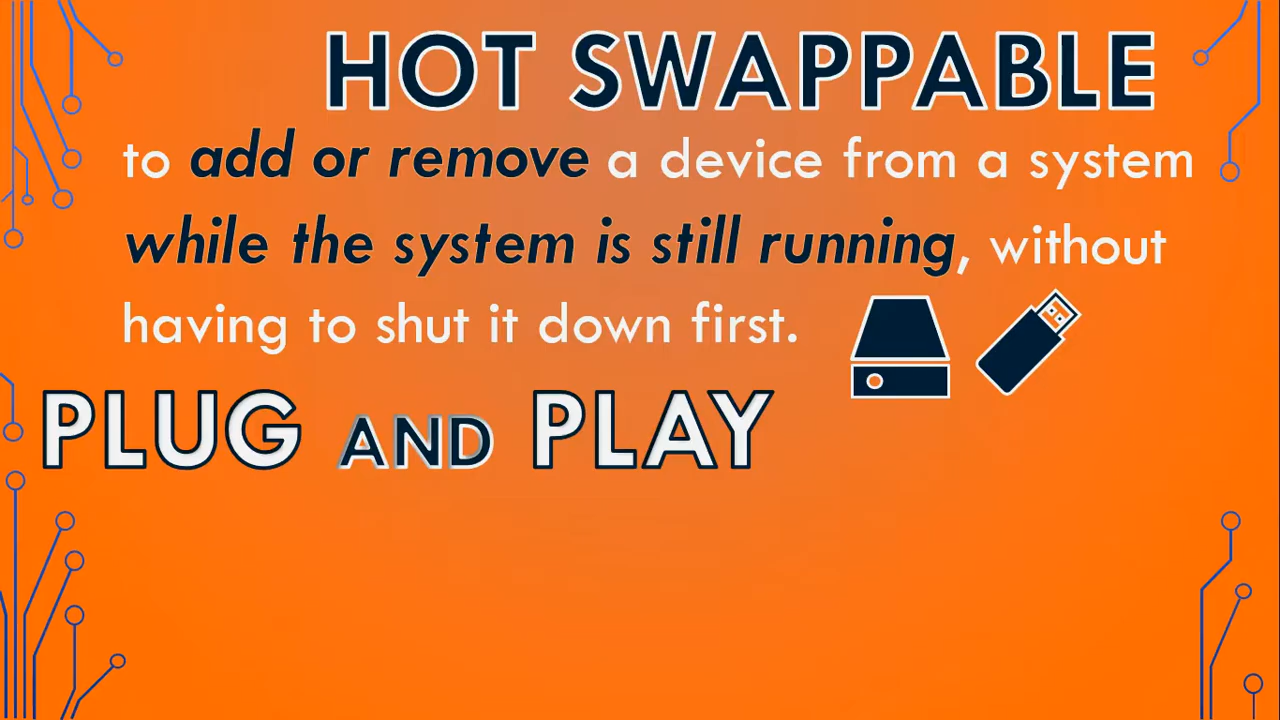 HOT SWAPPABLE
to add or remove a device from a system
while the system is still running, without
having to shut it down first.
PLUG AND PLAY